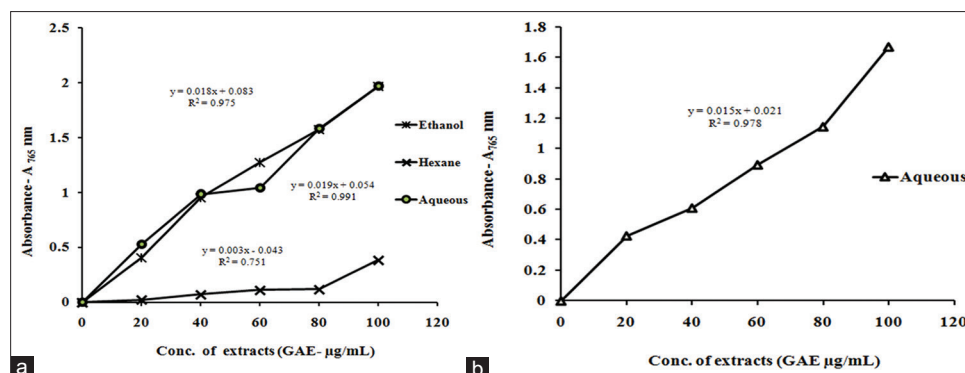 2.5
2
1.5
1
0.5
0
0 20 40 60 80 100 120
Absorbance- A 765 nm
Conc. of extracts (GAE- µg/mL)
y = 0.018x + 0.083
R² = 0.975
y = 0.019x + 0.054
R² = 0.991
y = 0.003x - 0.043
R² = 0.751
Ethanol
Hexane
Aqueous
a
1.8
1.6
1.4
1.2
1
0.8
0.6
0.4
0.2
0
0 20 40 60 80 100 120
Absorbance- A765 nm
Conc. of extracts (GAE µg/mL)
y = 0.015x + 0.021
R² = 0.978
Aqueous
b